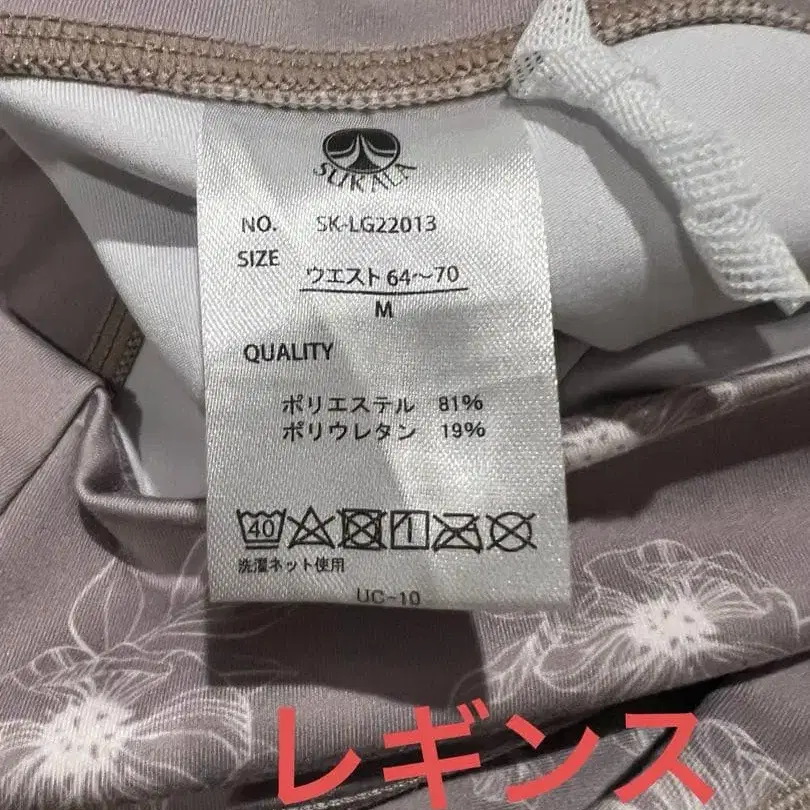 SUKALA
NO. SK-LG22013
SIZE ウエスト 64～70
M
QUALITY
ポリエステル 81%
ポリウレタン 19%
40
洗濯ネット使用
UC-10
レギンス